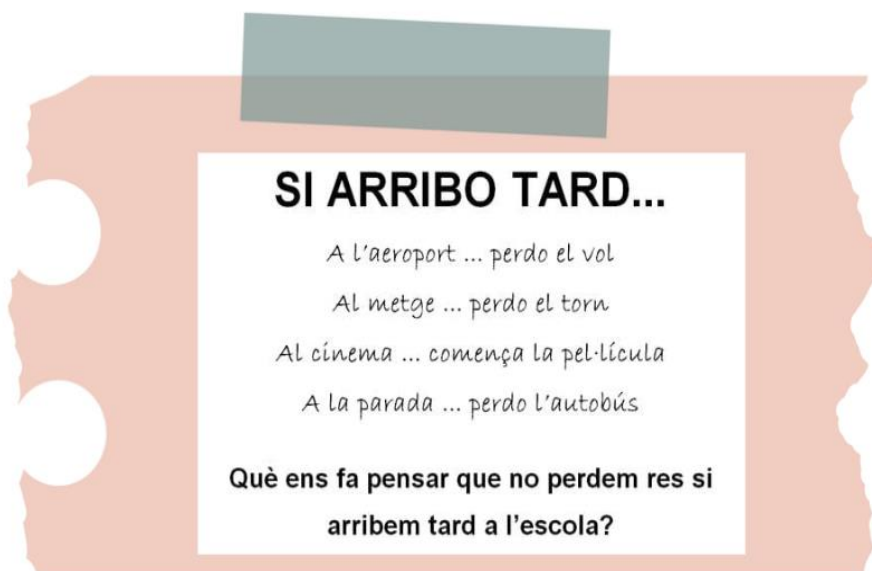 SI ARRIBO TARD...
A l'aeroport ... perdo el vol
Al metge ... perdo el torn
Al cinema ... comença la pel·lícula
A la parada ... perdo l'autobús
Què ens fa pensar que no perdem res si
arribem tard a l'escola?